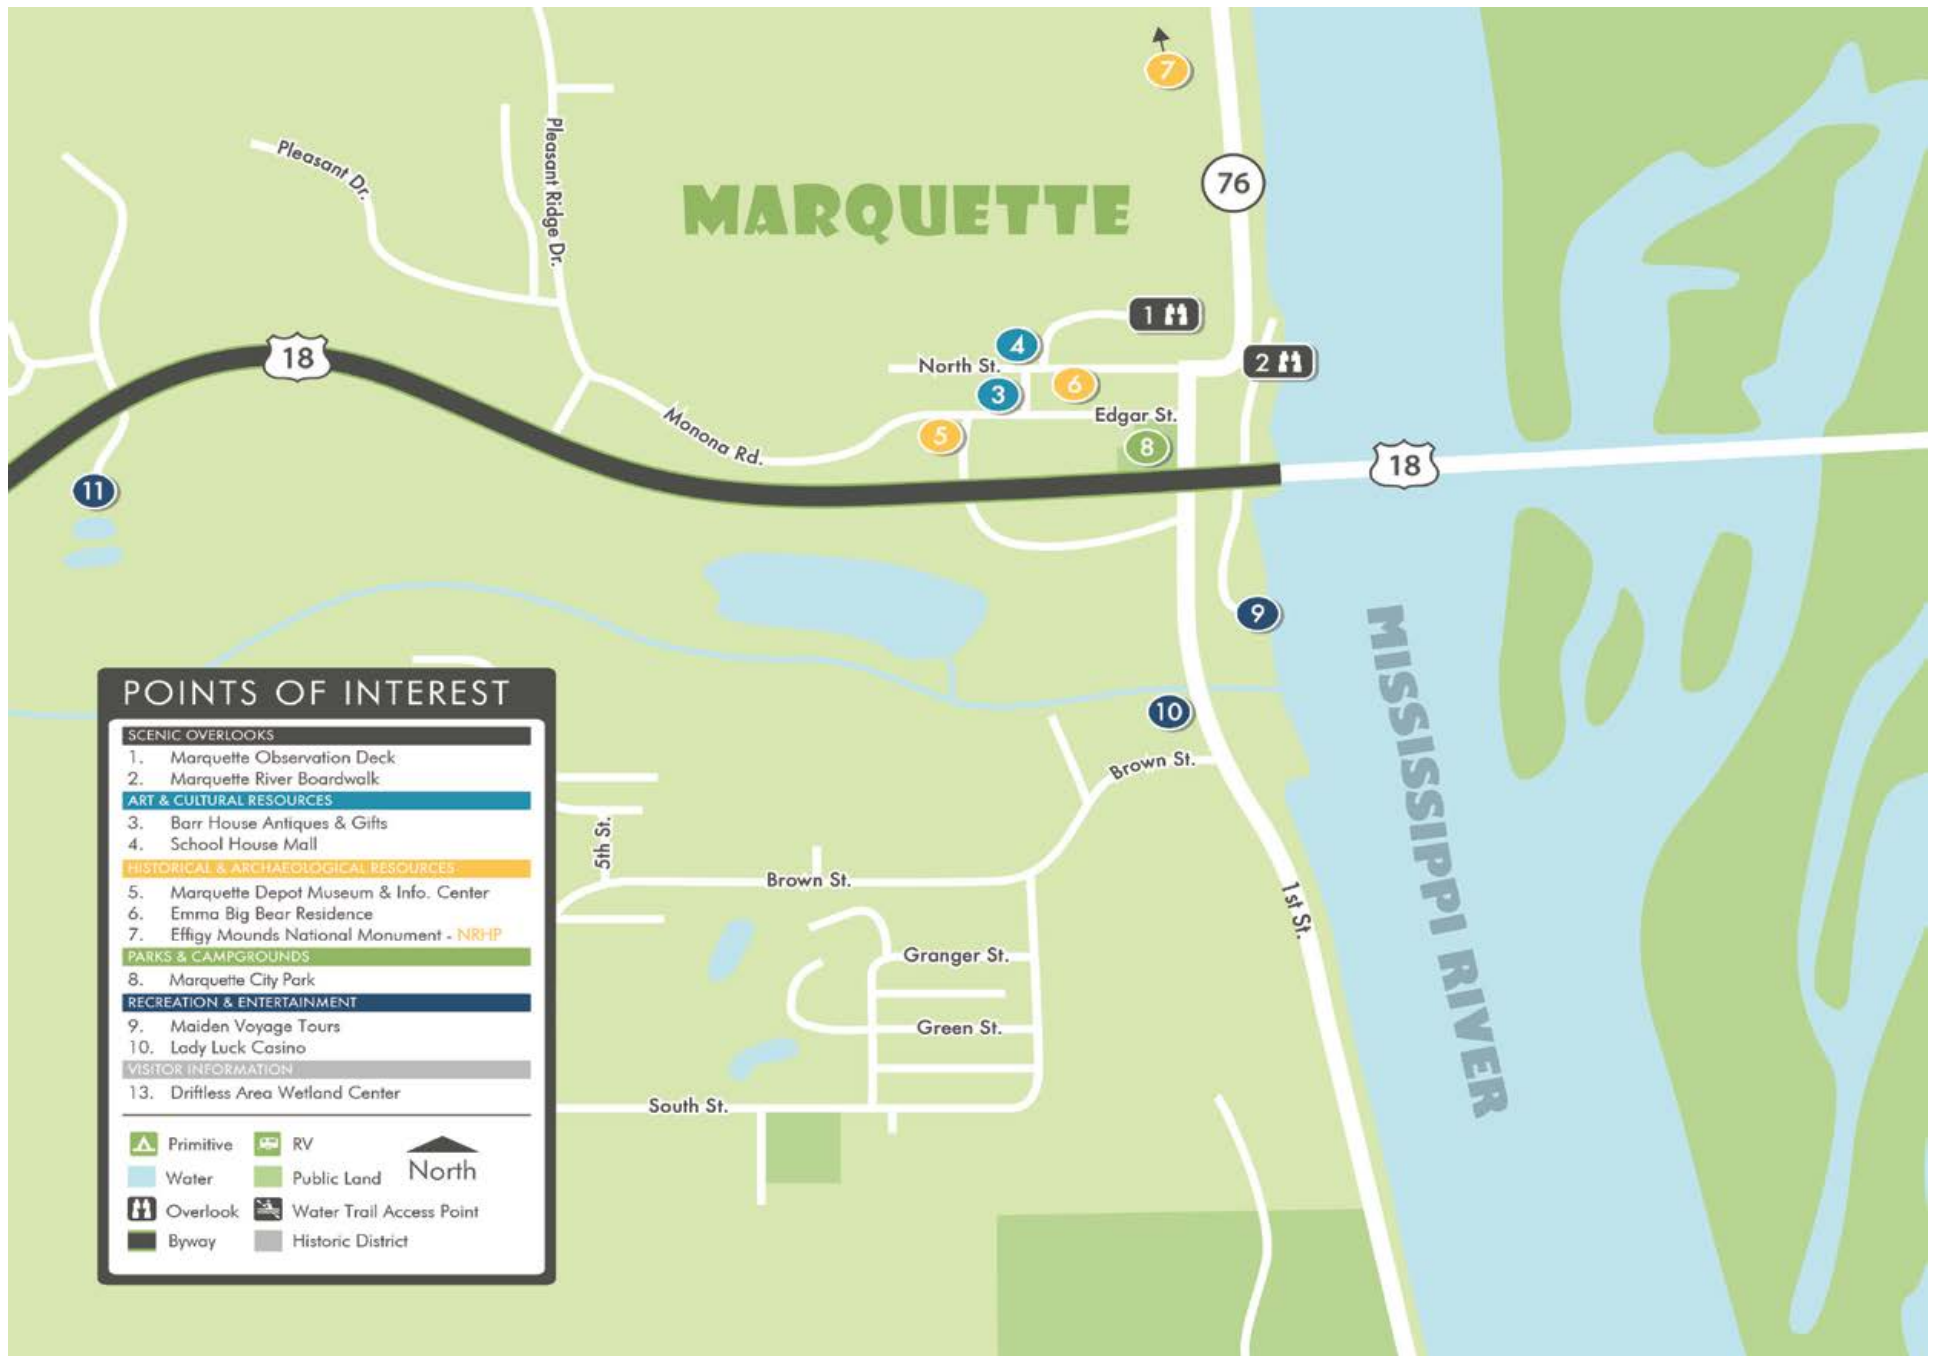 7
Pleasant Dr.
Pleasant Ridge Dr.
MARQUETTE
76
1
4
North St.
2
18
6
3
Edgar St.
Monona Rd.
5
8
18
11
9
MISSISSIPPI RIVER
10
Brown St.
5th St.
Brown St.
1st St.
Granger St.
Green St.
South St.
POINTS OF INTEREST
SCENIC OVERLOOKS
1. Marquette Observation Deck
2. Marquette River Boardwalk
ART & CULTURAL RESOURCES
3. Barr House Antiques & Gifts
4. School House Mall
HISTORICAL & ARCHAEOLOGICAL RESOURCES
5. Marquette Depot Museum & Info. Center
6. Emma Big Bear Residence
7. Effigy Mounds National Monument - NRHP
PARKS & CAMPGROUNDS
8. Marquette City Park
RECREATION & ENTERTAINMENT
9. Maiden Voyage Tours
10. Lady Luck Casino
VISITOR INFORMATION
13. Driftless Area Wetland Center
Primitive RV
Water Public Land North
Overlook Water Trail Access Point
Byway Historic District